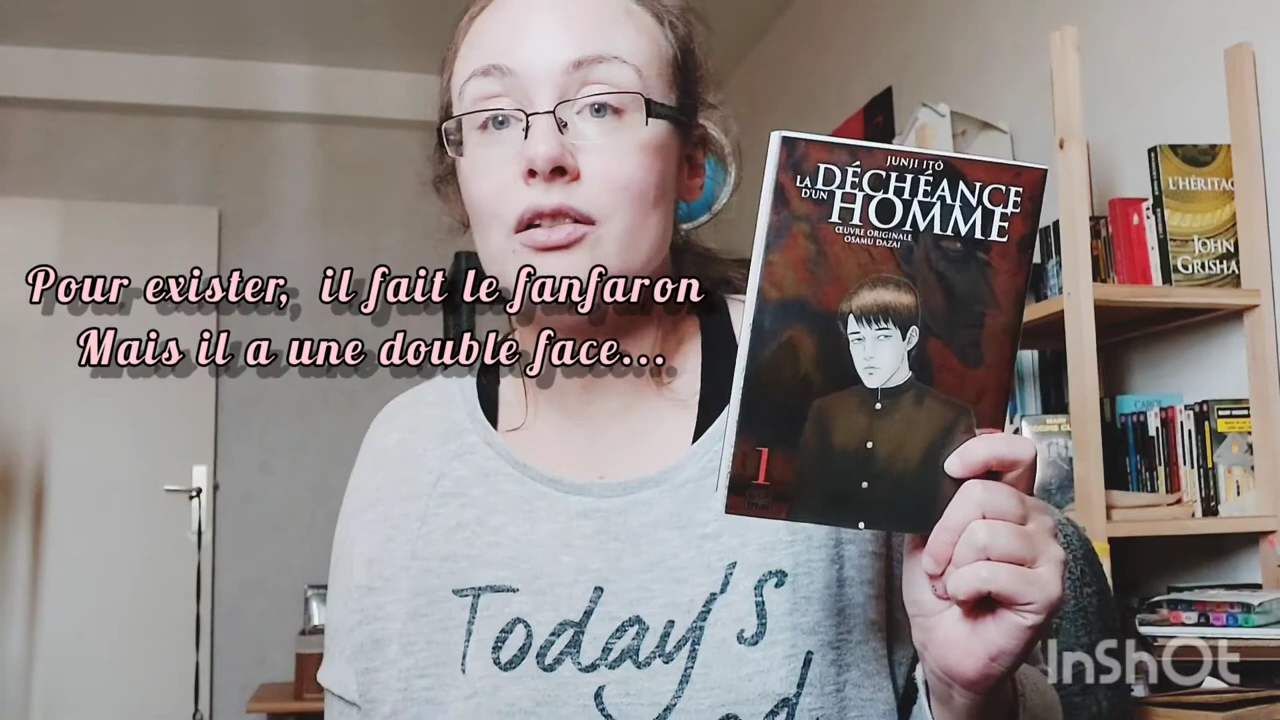 Pour exister, il fait le fanfaron
Mais il a une double face...
JUNJI ITÔ
LA DÉCHÉANCE
D'UN HOMME
ŒUVRE ORIGINALE
OSAMU DAZAI
1
Today's
L'HÉRITAG
JOHN
GRISHA
InShOt